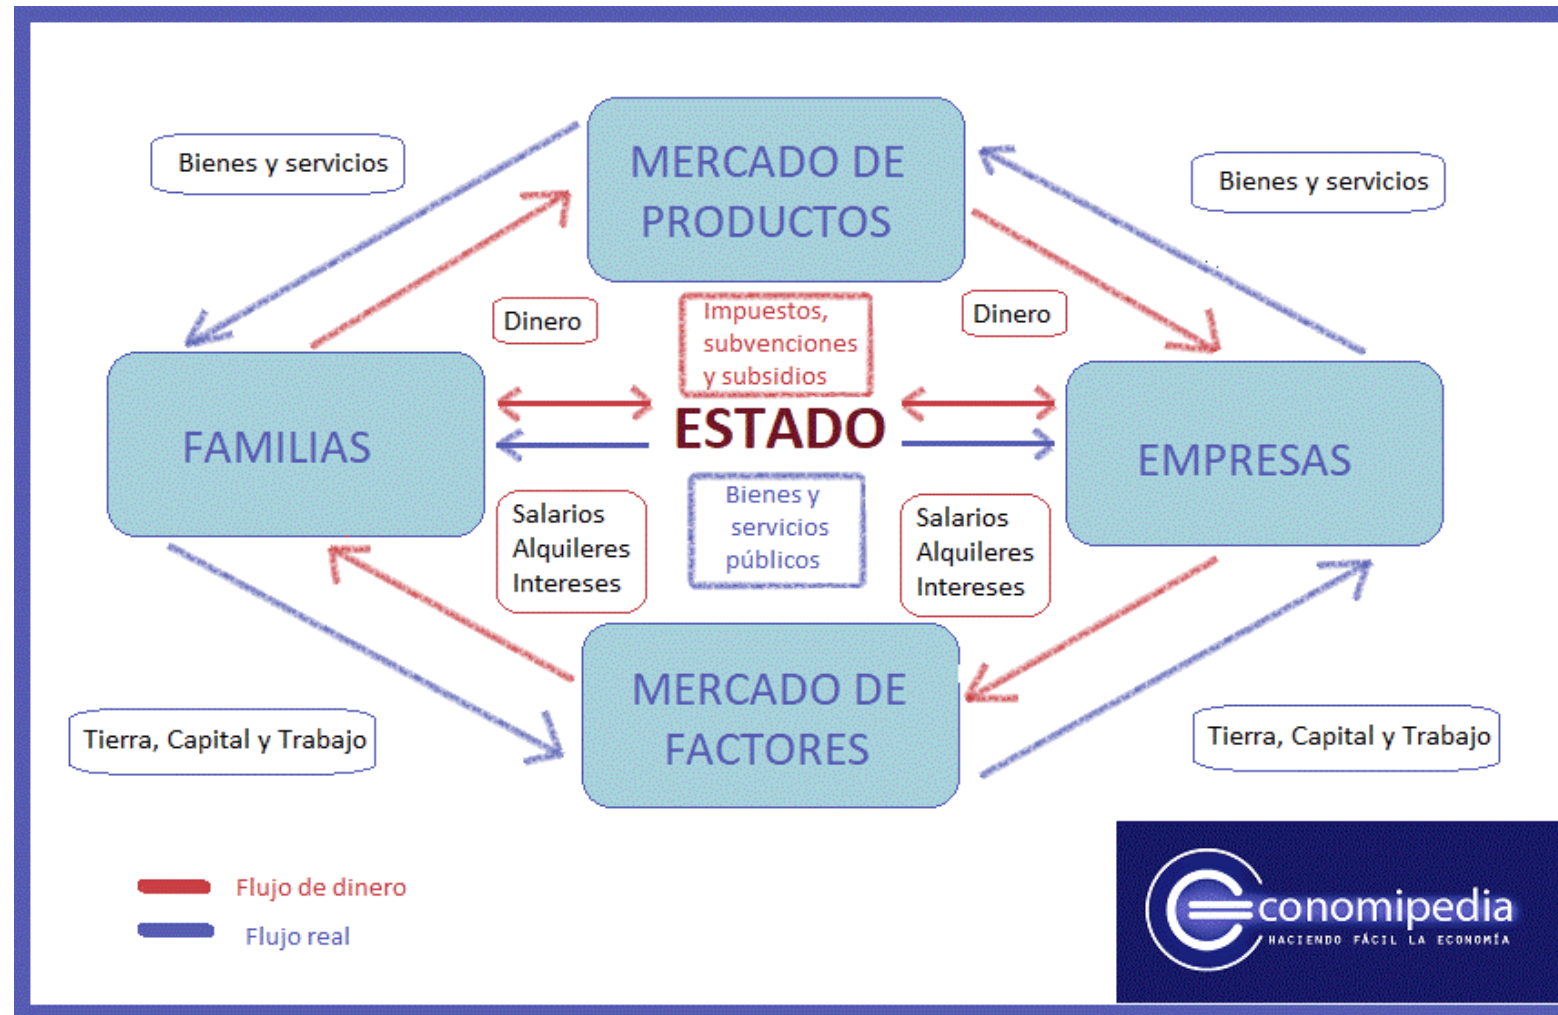 MERCADO DE
PRODUCTOS
Bienes y servicios
Bienes y servicios
Dinero
Impuestos,
subvenciones
y subsidios
Dinero
FAMILIAS
ESTADO
EMPRESAS
Salarios
Alquileres
Intereses
Bienes y
servicios
públicos
Salarios
Alquileres
Intereses
MERCADO DE
FACTORES
Tierra, Capital y Trabajo
Tierra, Capital y Trabajo
Flujo de dinero
Flujo real
economipedia
HACIENDO FÁCIL LA ECONOMÍA